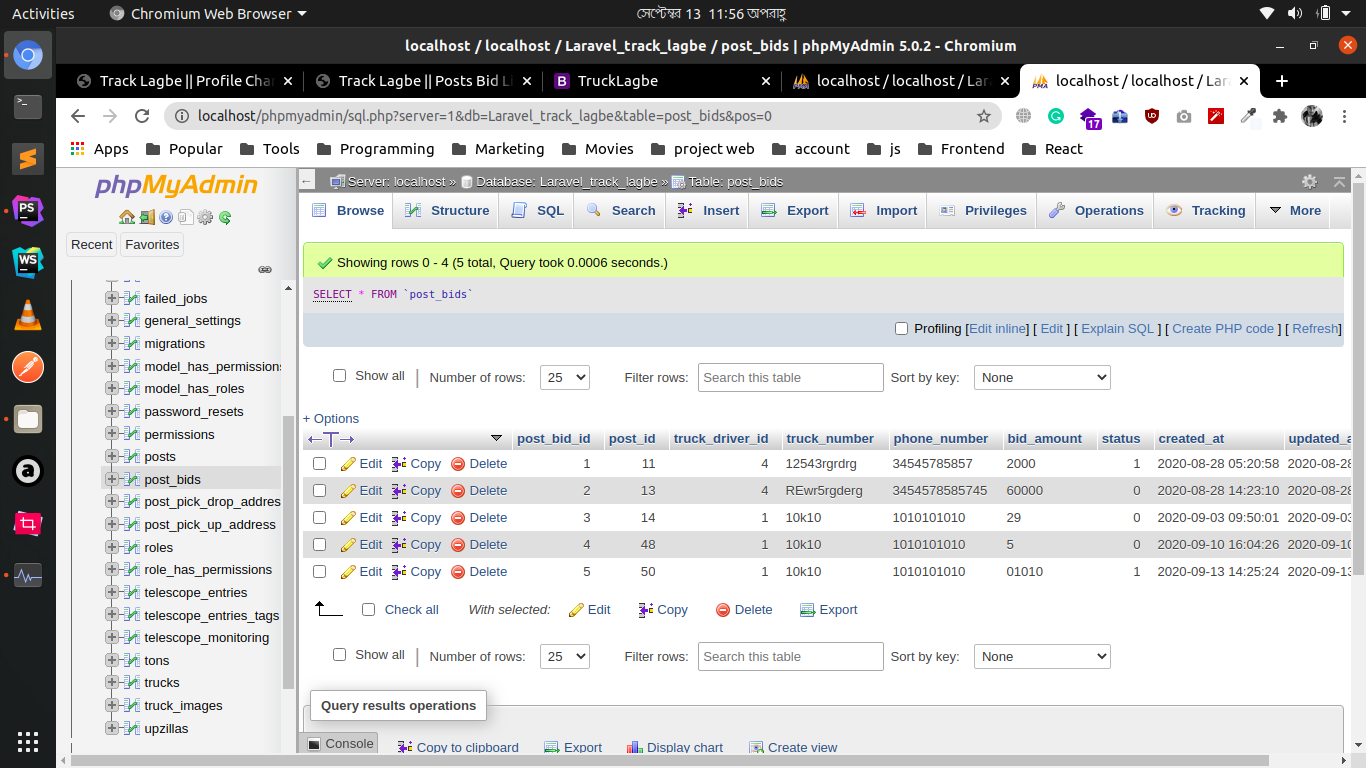 Activities
Chromium Web Browser
সেপ্টেম্বর 13 11:56 অপরাহ্ণ
localhost / localhost / Laravel_track_lagbe / post_bids | phpMyAdmin 5.0.2 - Chromium
Track Lagbe || Profile Chan
Track Lagbe || Posts Bid Li
B TruckLagbe
localhost / localhost / Lara
localhost / localhost / Lara
localhost/phpmyadmin/sql.php?server=1&db=Laravel_track_lagbe&table=post_bids&pos=0
17
Apps Popular Tools Programming Marketing Movies project web account js Frontend React
phpMyAdmin
Recent Favorites
failed_jobs
general_settings
migrations
model_has_permissions
model_has_roles
password_resets
permissions
posts
post_bids
post_pick_drop_addres
post_pick_up_address
roles
role_has_permissions
telescope_entries
telescope_entries_tags
telescope_monitoring
tons
trucks
truck_images
upzillas
Server: localhost » Database: Laravel_track_lagbe » Table: post_bids
Browse Structure SQL Search Insert Export Import Privileges Operations Tracking More
Showing rows 0 - 4 (5 total, Query took 0.0006 seconds.)
SELECT * FROM `post_bids`
Profiling [Edit inline] [ Edit ] [ Explain SQL ] [ Create PHP code ] [ Refresh]
Show all | Number of rows: 25 Filter rows: Search this table Sort by key: None
+ Options
post_bid_id post_id truck_driver_id truck_number phone_number bid_amount status created_at updated_a
Edit Copy Delete 1 11 4 12543rgrdrg 34545785857 2000 1 2020-08-28 05:20:58 2020-08-28
Edit Copy Delete 2 13 4 REwr5rgderg 3454578585745 60000 0 2020-08-28 14:23:10 2020-08-28
Edit Copy Delete 3 14 1 10k10 1010101010 29 0 2020-09-03 09:50:01 2020-09-03
Edit Copy Delete 4 48 1 10k10 1010101010 5 0 2020-09-10 16:04:26 2020-09-10
Edit Copy Delete 5 50 1 10k10 1010101010 01010 1 2020-09-13 14:25:24 2020-09-13
Check all With selected: Edit Copy Delete Export
Show all | Number of rows: 25 Filter rows: Search this table Sort by key: None
Query results operations
Console
Copy to clipboard Export Display chart Create view